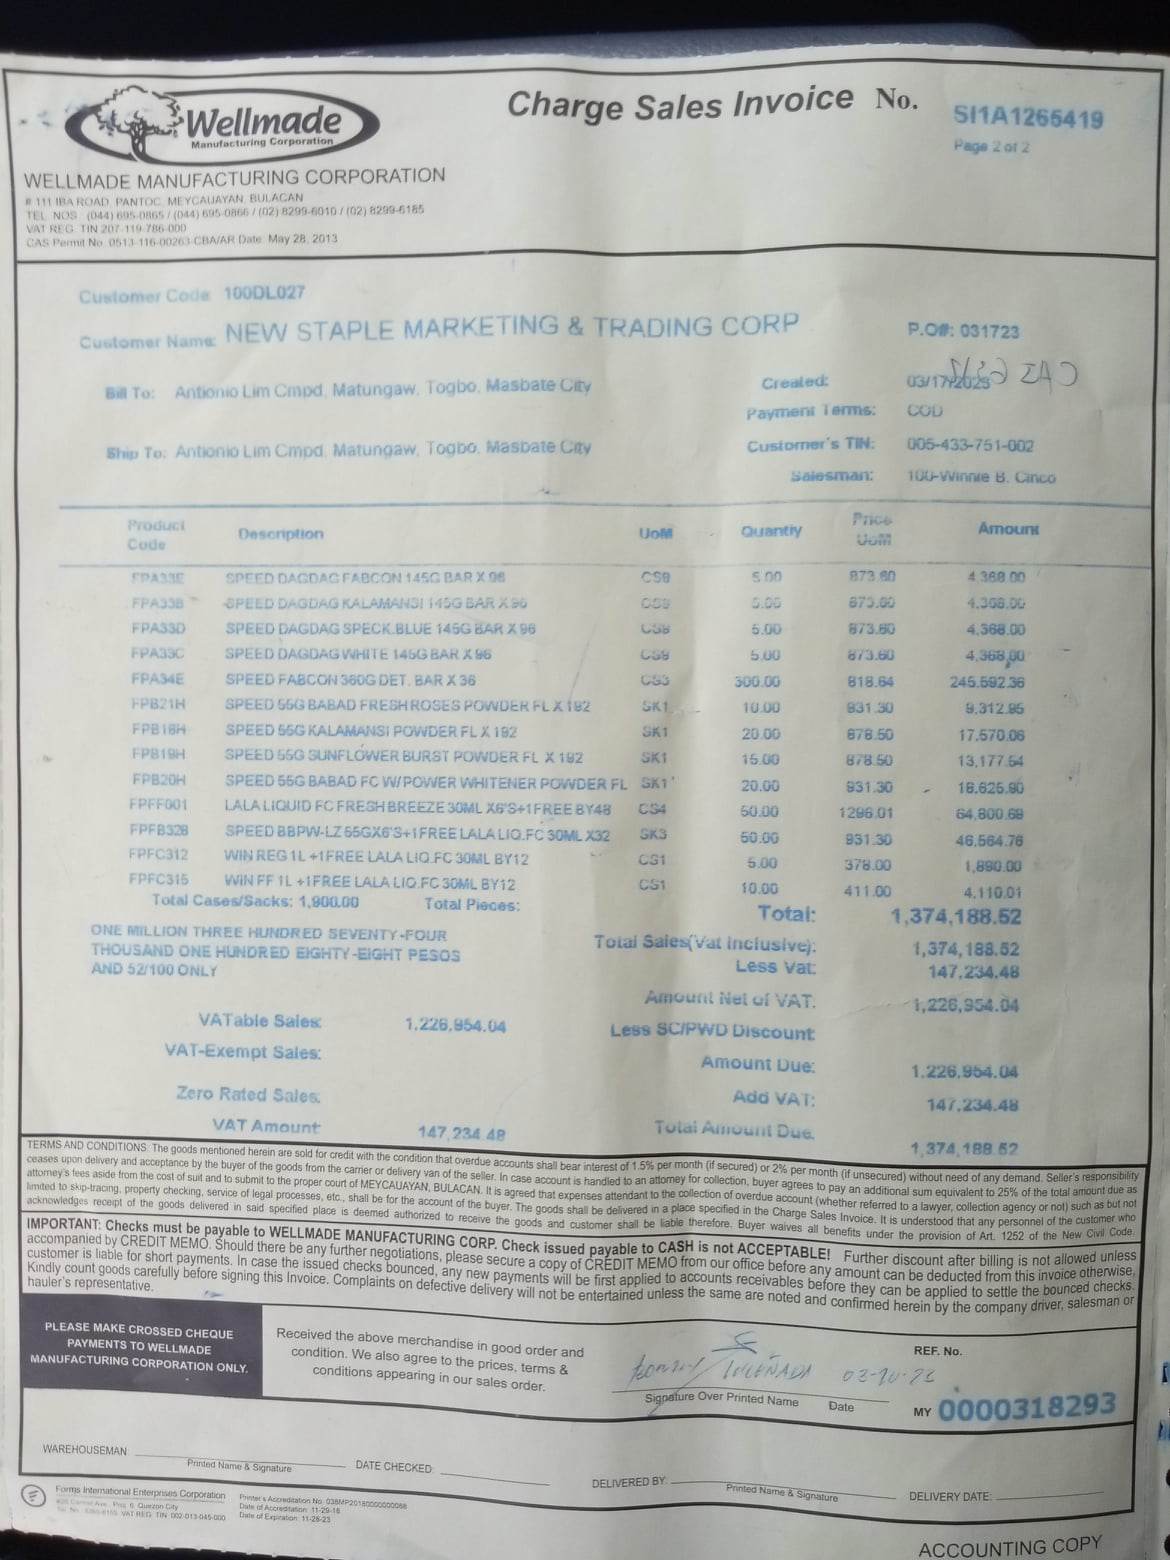 Wellmade
Manufacturing Corporation
Charge Sales Invoice No. SI1A1265419
Page 2 of 2
WELLMADE MANUFACTURING CORPORATION
# 111 IBA ROAD, PANTOC, MEYCAUAYAN, BULACAN
TEL. NOS.: (044) 695-0865 / (044) 695-0866 / (02) 8299-6010 / (02) 8299-6185
VAT REG. TIN 207-119-786-000
CAS Permit No. 0513-116-00263-CBA/AR Date: May 28, 2013
Customer Code: 100DL027
Customer Name: NEW STAPLE MARKETING & TRADING CORP
P.O#: 031723
Bill To: Antionio Lim Cmpd, Matungaw, Togbo, Masbate City
Created: 03/17/2023
Payment Terms: COD
Ship To: Antionio Lim Cmpd, Matungaw, Togbo, Masbate City
Customer's TIN: 005-433-751-002
Salesman: 100-Winnie B. Cinco
Product Code Description UoM Quantity Price UoM Amount
FPA33E SPEED DAGDAG FABCON 145G BAR X 96 CS9 5.00 873.60 4,368.00
FPA33B SPEED DAGDAG KALAMANSI 145G BAR X 96 CS9 5.00 873.60 4,368.00
FPA33D SPEED DAGDAG SPECK.BLUE 145G BAR X 96 CS9 5.00 873.60 4,368.00
FPA33C SPEED DAGDAG WHITE 145G BAR X 96 CS9 5.00 873.60 4,368.00
FPA34E SPEED FABCON 360G DET. BAR X 36 CS3 300.00 818.64 245,592.36
FPB21H SPEED 55G BABAD FRESH ROSES POWDER FL X 192 SK1 10.00 931.30 9,312.95
FPB18H SPEED 55G KALAMANSI POWDER FL X 192 SK1 20.00 878.50 17,570.06
FPB19H SPEED 55G SUNFLOWER BURST POWDER FL X 192 SK1 15.00 878.50 13,177.54
FPB20H SPEED 55G BABAD FC W/POWER WHITENER POWDER FL SK1 20.00 931.30 18,625.90
FPFF001 LALA LIQUID FC FRESH BREEZE 30ML X6'S+1FREE BY48 CS4 50.00 1296.01 64,800.69
FPFB328 SPEED BBPW-LZ 55GX6'S+1FREE LALA LIQ.FC 30ML X32 SK3 50.00 931.30 46,564.76
FPFC312 WIN REG 1L +1FREE LALA LIQ.FC 30ML BY12 CS1 5.00 378.00 1,890.00
FPFC315 WIN FF 1L +1FREE LALA LIQ.FC 30ML BY12 CS1 10.00 411.00 4,110.01
Total Cases/Sacks: 1,900.00 Total Pieces: Total: 1,374,188.52
ONE MILLION THREE HUNDRED SEVENTY-FOUR
THOUSAND ONE HUNDRED EIGHTY-EIGHT PESOS
AND 52/100 ONLY
Total Sales(Vat Inclusive): 1,374,188.52
Less Vat: 147,234.48
Amount Net of VAT: 1,226,954.04
VATable Sales: 1,226,954.04
Less SC/PWD Discount:
VAT-Exempt Sales:
Amount Due: 1,226,954.04
Zero Rated Sales:
Add VAT: 147,234.48
VAT Amount: 147,234.48
Total Amount Due: 1,374,188.52
TERMS AND CONDITIONS: The goods mentioned herein are sold for credit with the condition that overdue accounts shall bear interest of 1.5% per month (if secured) or 2% per month (if unsecured) without need of any demand. Seller's responsibility
ceases upon delivery and acceptance by the buyer of the goods from the carrier or delivery van of the seller. In case account is handled to an attorney for collection, buyer agrees to pay an additional sum equivalent to 25% of the total amount due as
attorney's fees aside from the cost of suit and to submit to the proper court of MEYCAUAYAN, BULACAN. It is agreed that expenses attendant to the collection of overdue account (whether referred to a lawyer, collection agency or not) such as but not
limited to skip-tracing, property checking, service of legal processes, etc., shall be for the account of the buyer. The goods shall be delivered in a place specified in the Charge Sales Invoice. It is understood that any personnel of the customer who
acknowledges receipt of the goods delivered in said specified place is deemed authorized to receive the goods and customer shall be liable therefore. Buyer waives all benefits under the provision of Art. 1252 of the New Civil Code.
IMPORTANT: Checks must be payable to WELLMADE MANUFACTURING CORP. Check issued payable to CASH is not ACCEPTABLE! Further discount after billing is not allowed unless
accompanied by CREDIT MEMO. Should there be any further negotiations, please secure a copy of CREDIT MEMO from our office before any amount can be deducted from this invoice otherwise,
customer is liable for short payments. In case the issued checks bounced, any new payments will be first applied to accounts receivables before they can be applied to settle the bounced checks.
Kindly count goods carefully before signing this Invoice. Complaints on defective delivery will not be entertained unless the same are noted and confirmed herein by the company driver, salesman or
hauler's representative.
PLEASE MAKE CROSSED CHEQUE
PAYMENTS TO WELLMADE
MANUFACTURING CORPORATION ONLY.
Received the above merchandise in good order and
condition. We also agree to the prices, terms &
conditions appearing in our sales order.
Signature Over Printed Name Date
REF. No.
MY 0000318293
WAREHOUSEMAN:
Printed Name & Signature
DATE CHECKED:
DELIVERED BY:
Printed Name & Signature
DELIVERY DATE:
Forms International Enterprises Corporation
Quezon City
VAT REG. TIN 002-013-045-000
Printer's Accreditation No. 038MP20180000000068
Date of Accreditation: 11-29-18
Date of Expiration: 11-28-23
ACCOUNTING COPY